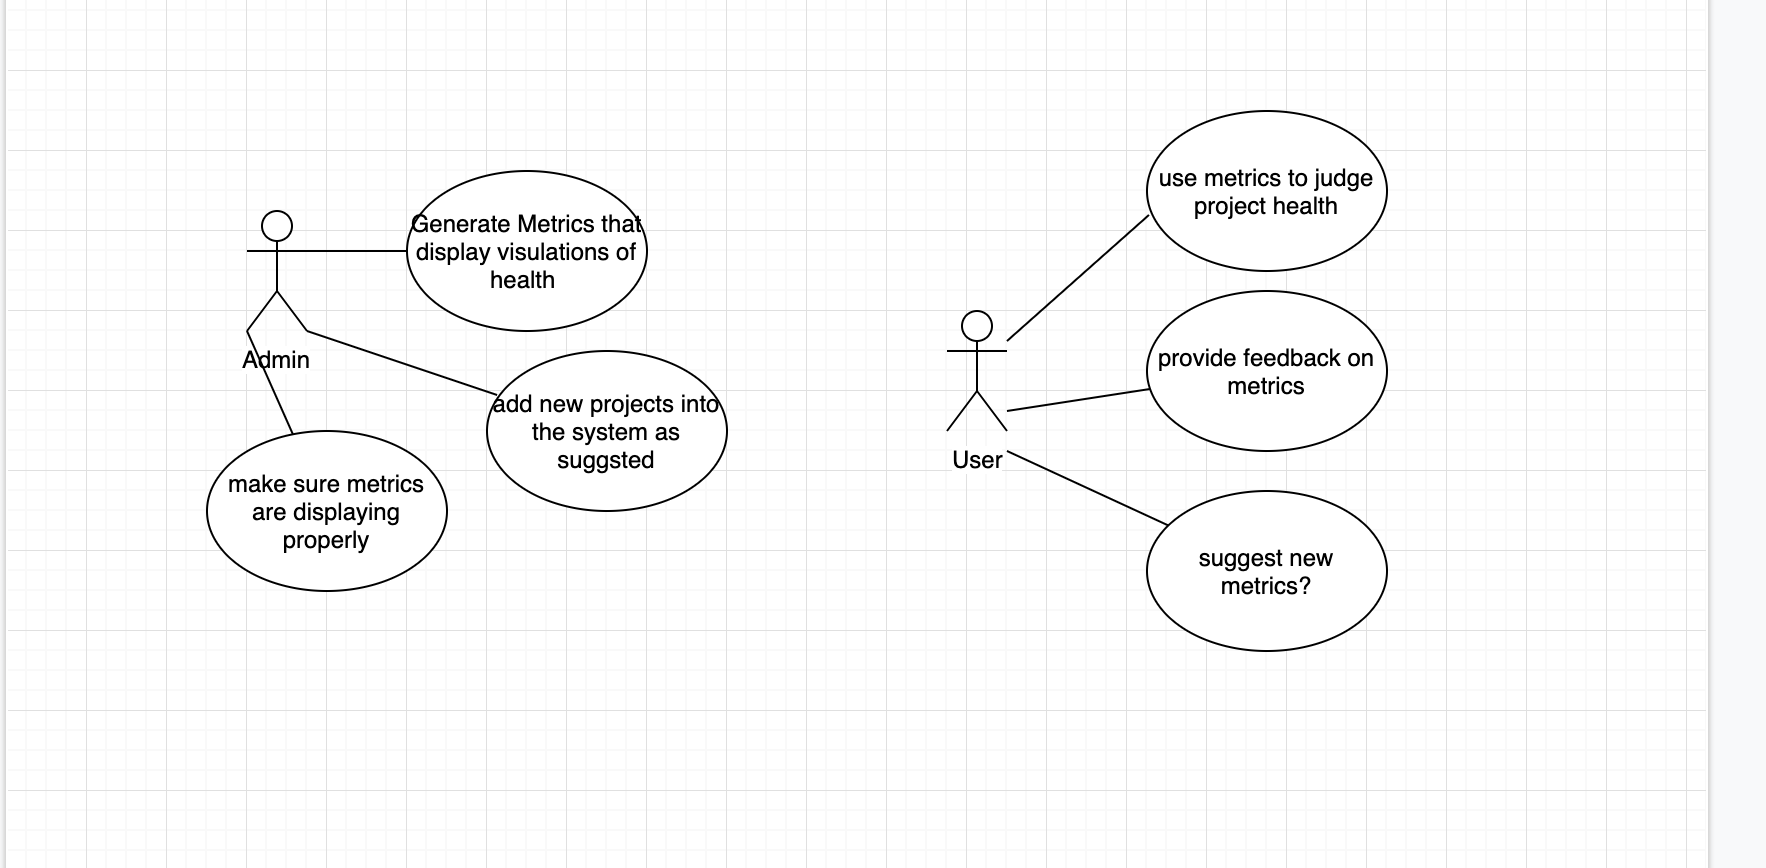 Generate Metrics that
display visulations of
health
Admin
add new projects into
the system as
suggsted
make sure metrics
are displaying
properly
use metrics to judge
project health
provide feedback on
metrics
User
suggest new
metrics?